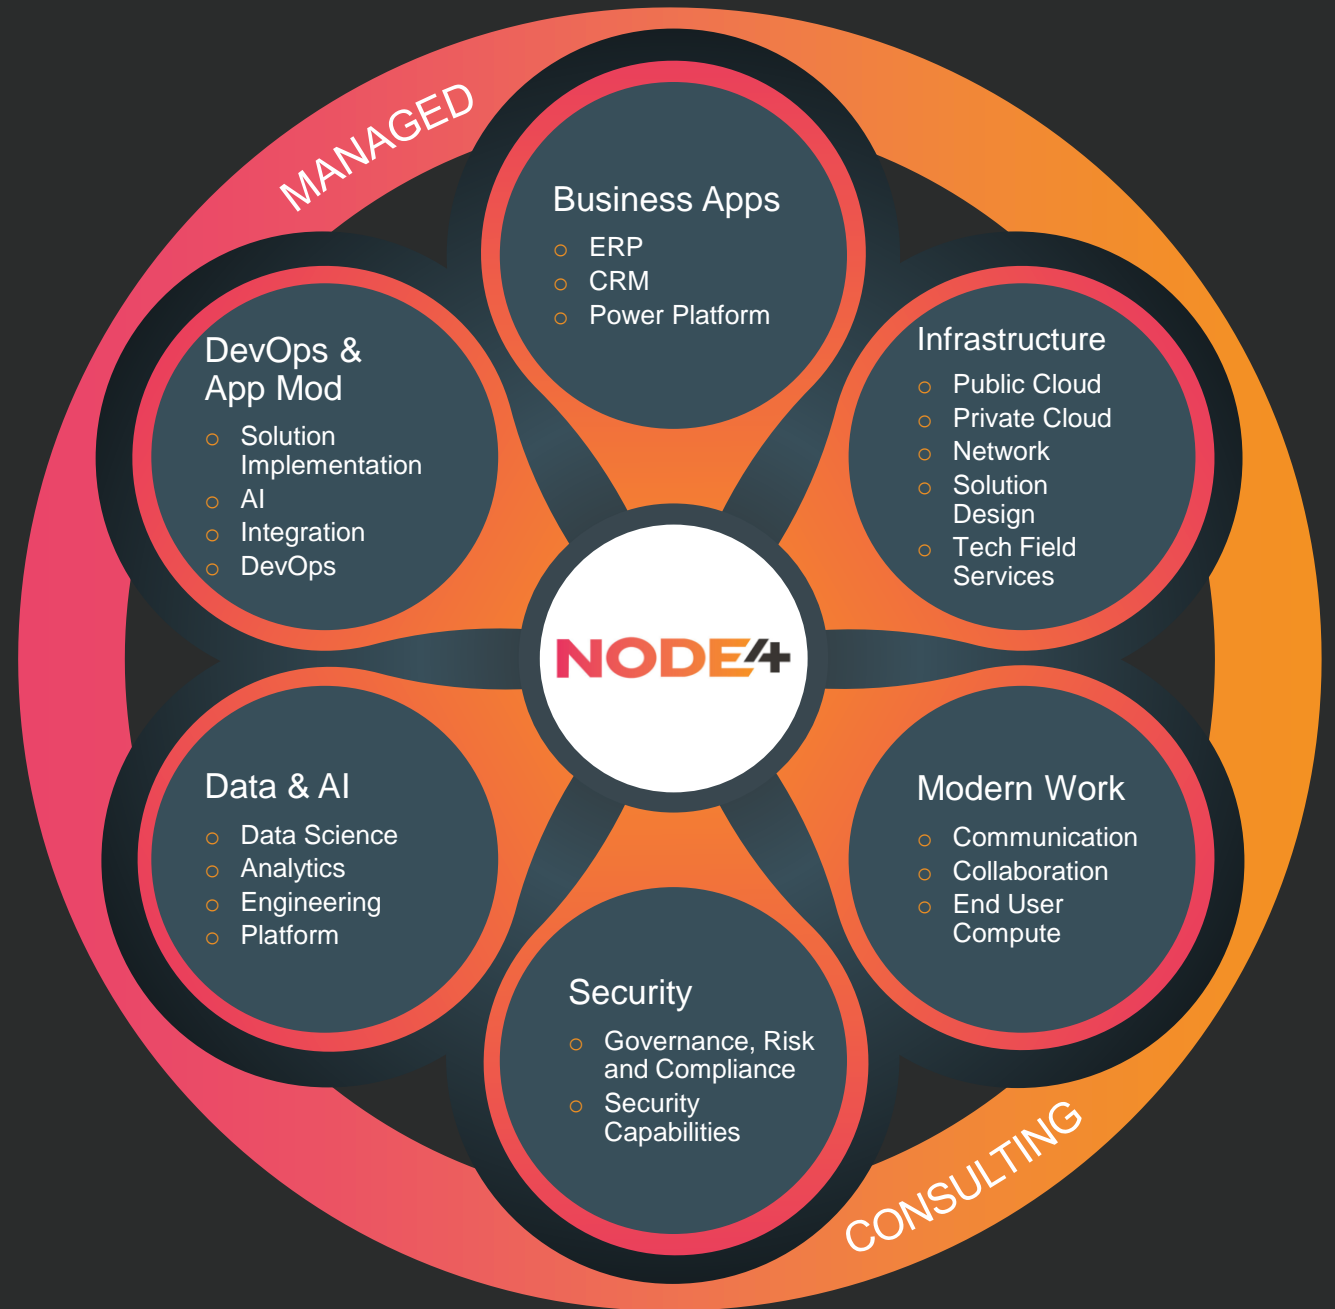 MANAGED
Business Apps
○ ERP
○ CRM
○ Power Platform
Infrastructure
○ Public Cloud
○ Private Cloud
○ Network
○ Solution
Design
○ Tech Field
Services
Modern Work
○ Communication
○ Collaboration
○ End User
Compute
CONSULTING
Security
○ Governance, Risk
and Compliance
○ Security
Capabilities
Data & AI
○ Data Science
○ Analytics
○ Engineering
○ Platform
DevOps &
App Mod
○ Solution
Implementation
○ AI
○ Integration
○ DevOps
NODE4